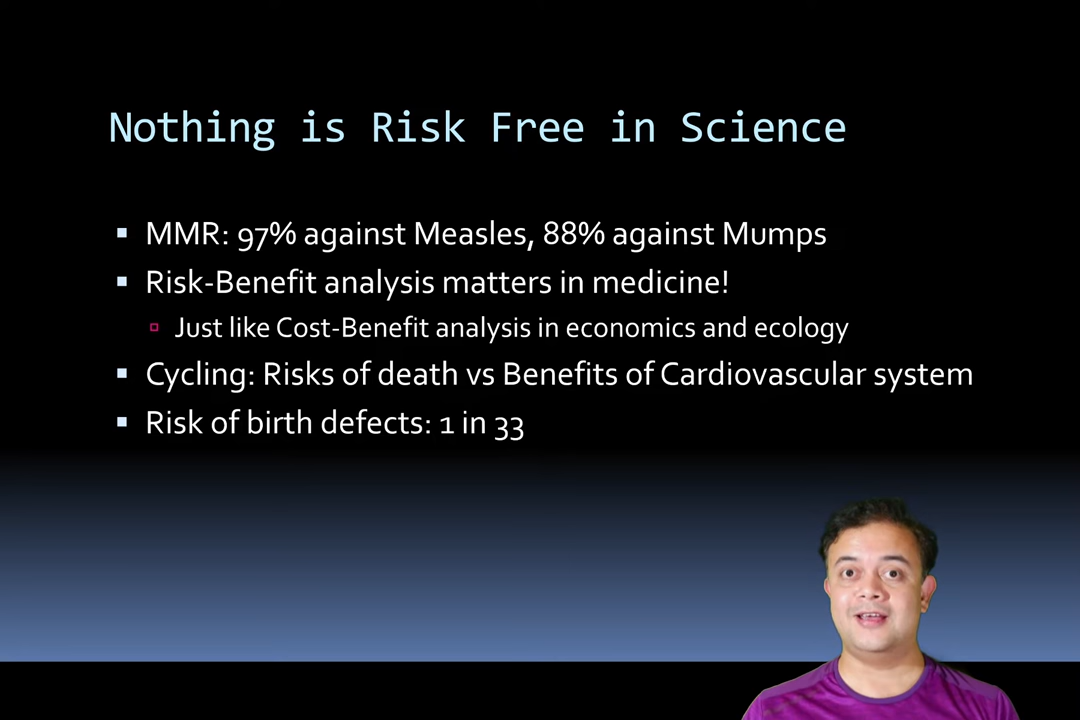 Nothing is Risk Free in Science
MMR: 97% against Measles, 88% against Mumps
Risk-Benefit analysis matters in medicine!
Just like Cost-Benefit analysis in economics and ecology
Cycling: Risks of death vs Benefits of Cardiovascular system
Risk of birth defects: 1 in 33